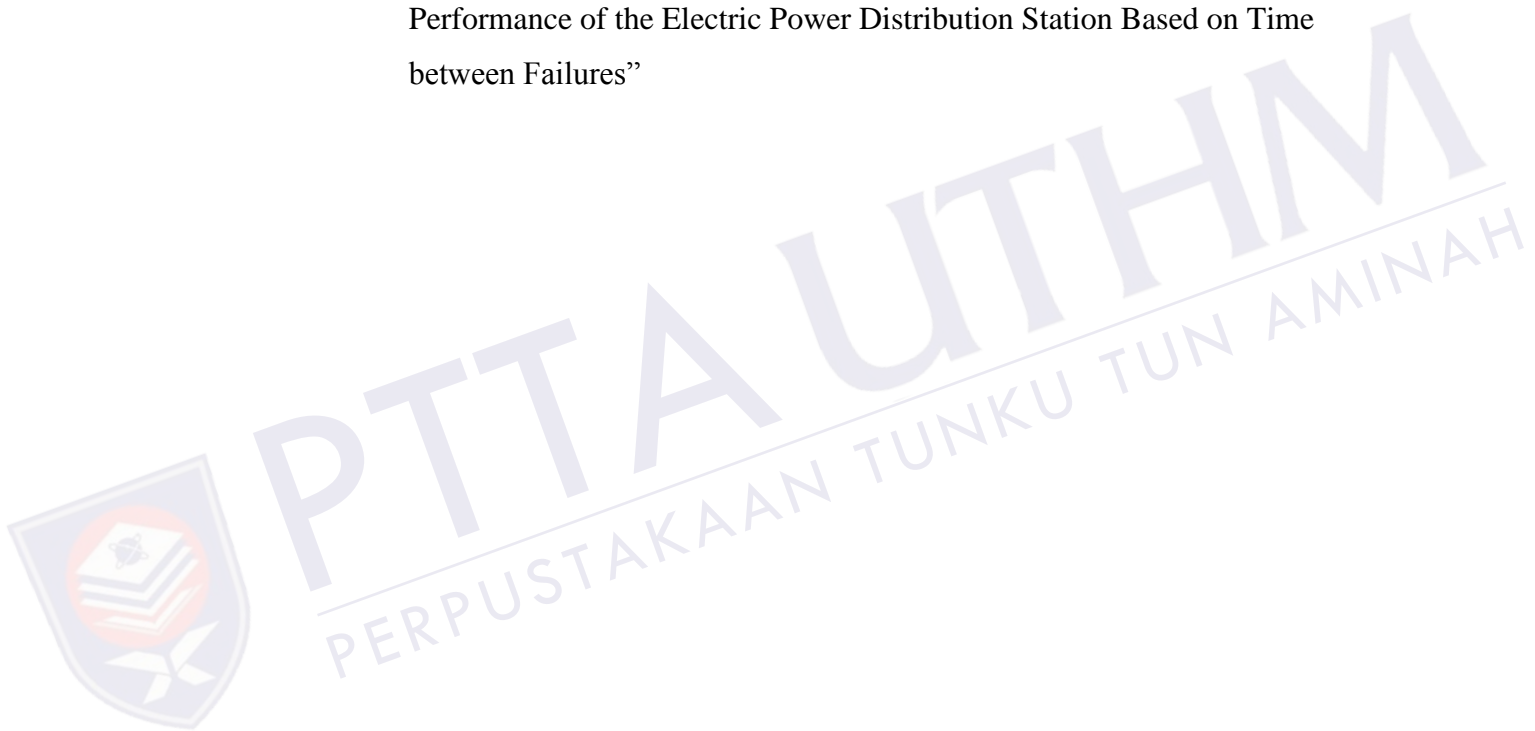 Performance of the Electric Power Distribution Station Based on Time
between Failures”
PTTA UTHM
PERPUSTAKAAN TUNKU TUN AMINAH